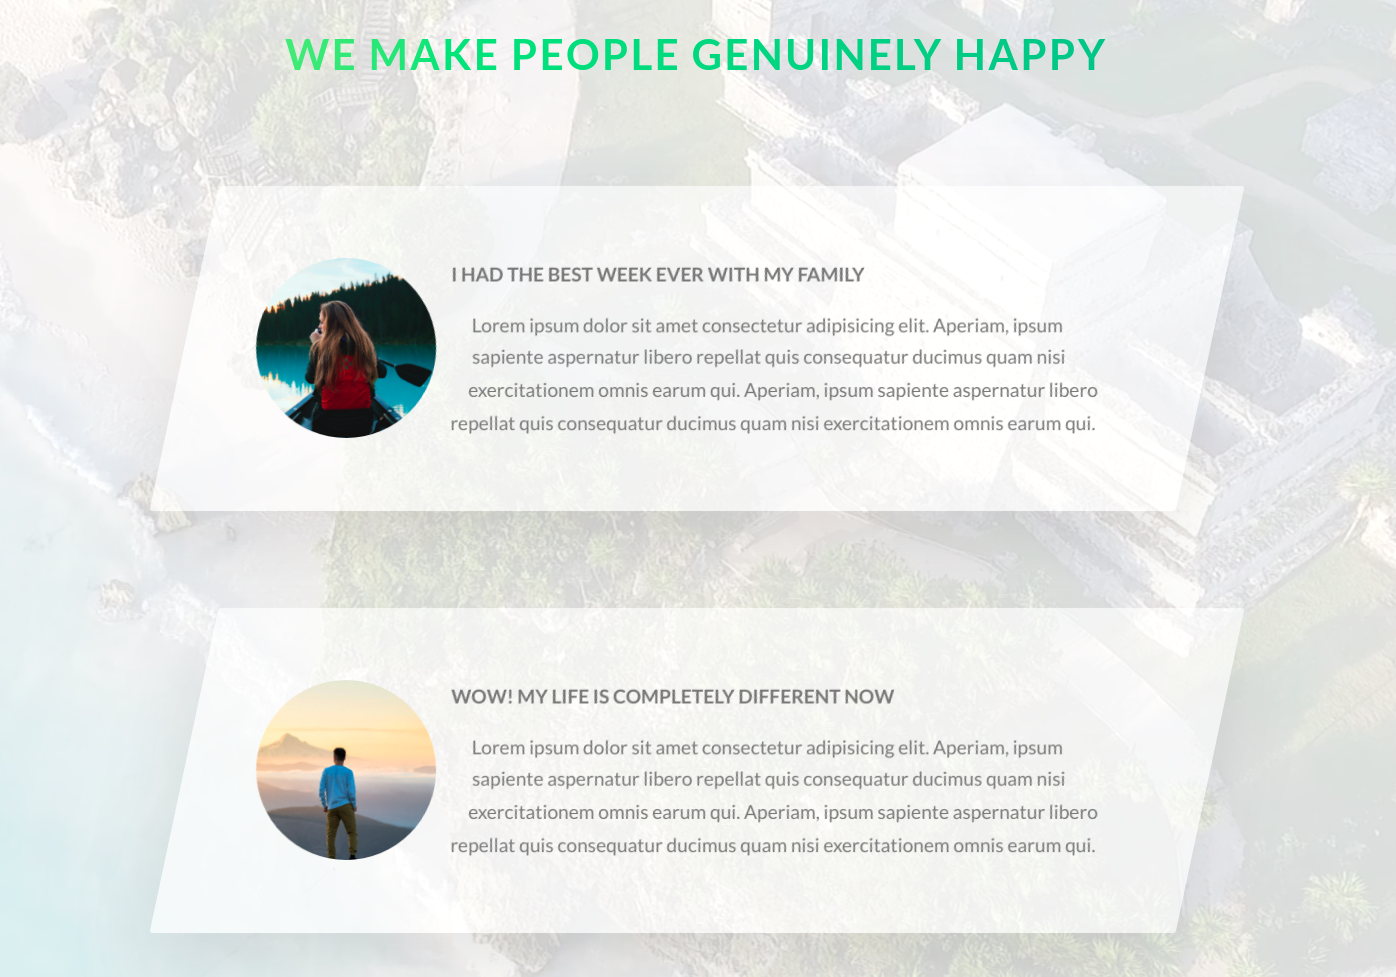 WE MAKE PEOPLE GENUINELY HAPPY
I HAD THE BEST WEEK EVER WITH MY FAMILY
Lorem ipsum dolor sit amet consectetur adipisicing elit. Aperiam, ipsum
sapiente aspernatur libero repellat quis consequatur ducimus quam nisi
exercitationem omnis earum qui. Aperiam, ipsum sapiente aspernatur libero
repellat quis consequatur ducimus quam nisi exercitationem omnis earum qui.
WOW! MY LIFE IS COMPLETELY DIFFERENT NOW
Lorem ipsum dolor sit amet consectetur adipisicing elit. Aperiam, ipsum
sapiente aspernatur libero repellat quis consequatur ducimus quam nisi
exercitationem omnis earum qui. Aperiam, ipsum sapiente aspernatur libero
repellat quis consequatur ducimus quam nisi exercitationem omnis earum qui.